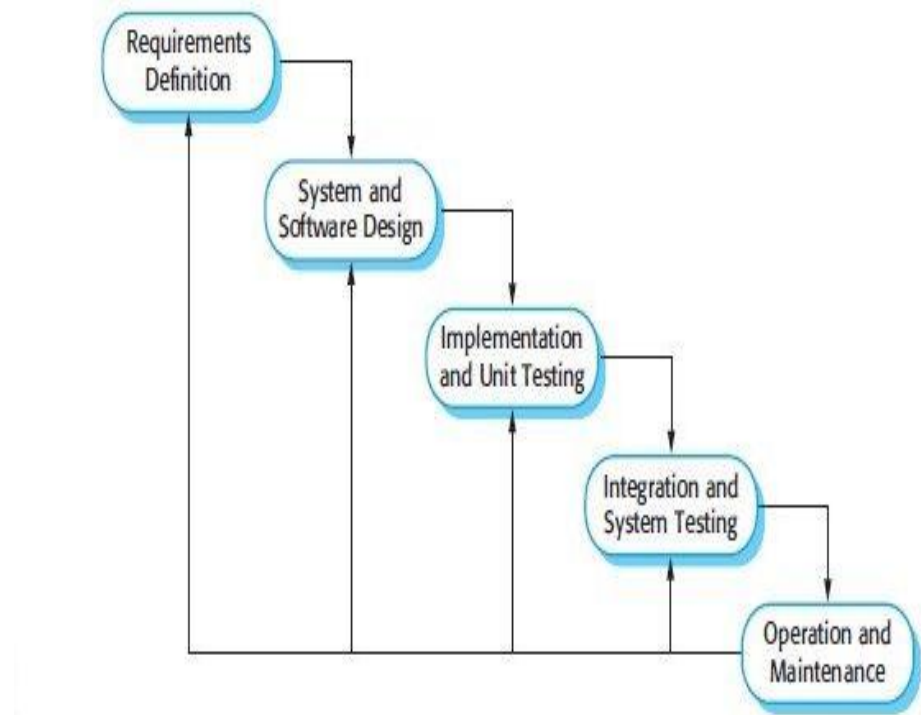 Requirements
Definition
System and
Software Design
Implementation
and Unit Testing
Integration and
System Testing
Operation and
Maintenance